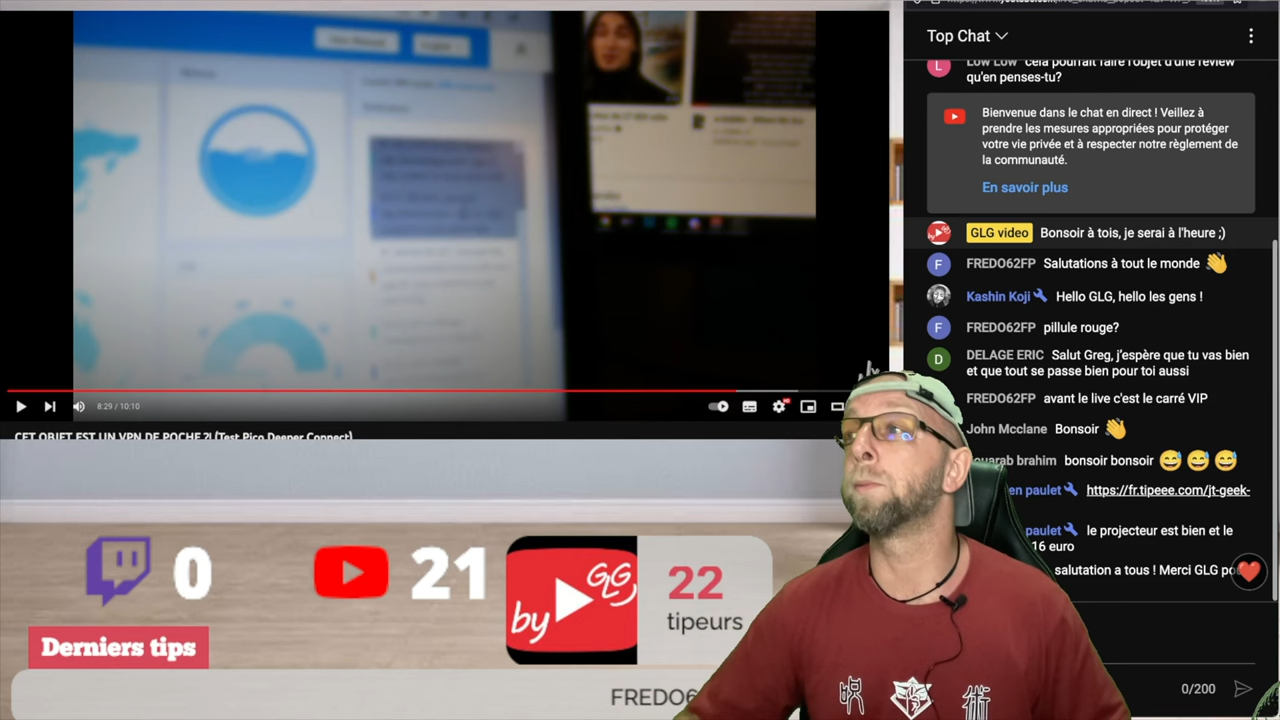 Top Chat
Low Low cela pourrait faire l'objet d'une review
qu'en penses-tu?
Bienvenue dans le chat en direct ! Veillez à
prendre les mesures appropriées pour protéger
votre vie privée et à respecter notre règlement de
la communauté.
En savoir plus
GLG video Bonsoir à tois, je serai à l'heure ;)
FREDO62FP Salutations à tout le monde 👋
Kashin Koji Hello GLG, hello les gens !
FREDO62FP pillule rouge?
DELAGE ERIC Salut Greg, j'espère que tu vas bien
et que tout se passe bien pour toi aussi
FREDO62FP avant le live c'est le carré VIP
John Mcclane Bonsoir 👋
brahim bonsoir bonsoir 😅 😅 😅
paulet https://fr.tipeee.com/jt-geek-
paulet le projecteur est bien et le
16 euro
salutation a tous ! Merci GLG
0/200
8:29 / 10:10
CET OBJET EST UN VPN DE POCHE ?! (Test Pico Deeper Connect)
0
21
by GLG
22
tipeurs
Derniers tips
呪 術